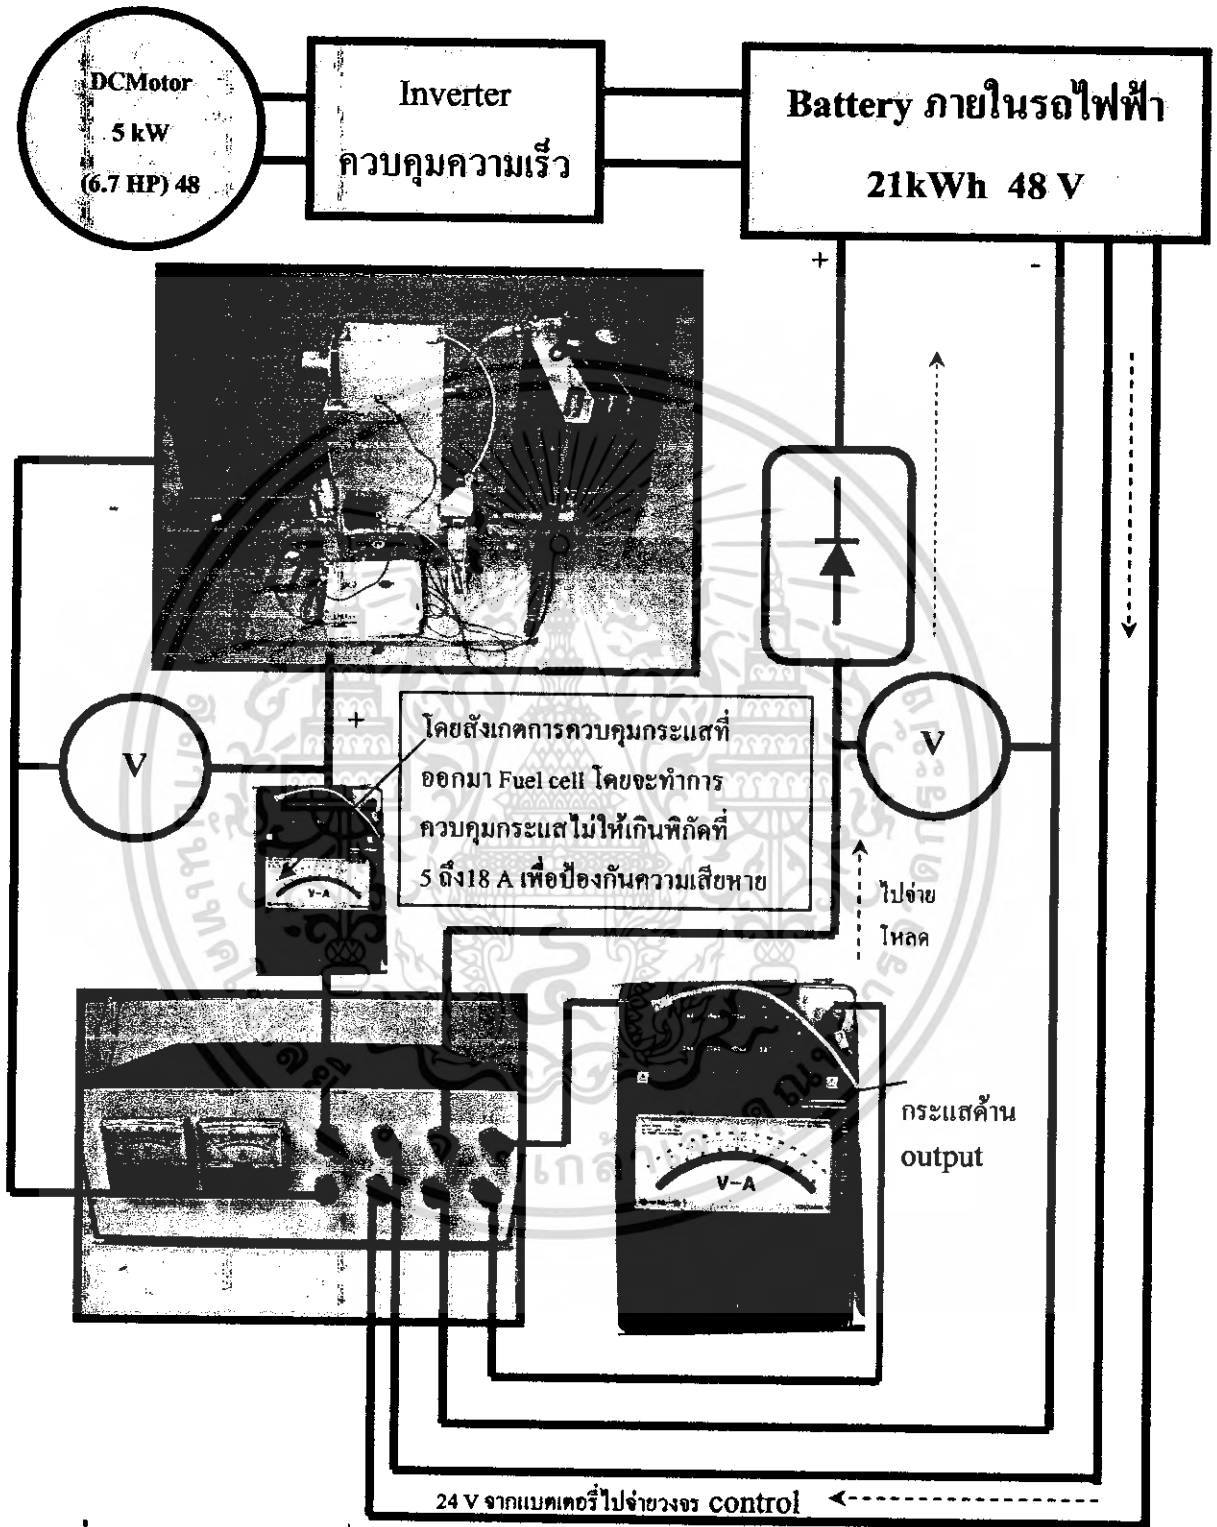 DCMotor
5 kW
(6.7 HP) 48
Inverter
ควบคุมความเร็ว
Battery ภายในรถไฟฟ้า
21kWh 48 V
+
-
-
+
V
V
โดยสังเกตการควบคุมกระแสที่
ออกมา Fuel cell โดยจะทำการ
ควบคุมกระแสไม่ให้เกินพิกัดที่
5 ถึง18 A เพื่อป้องกันความเสียหาย
V-A
ไปจ่าย
โหลด
กระแสด้าน
output
V-A
24 V จากแบตเตอรี่ไปจ่ายวงจร control